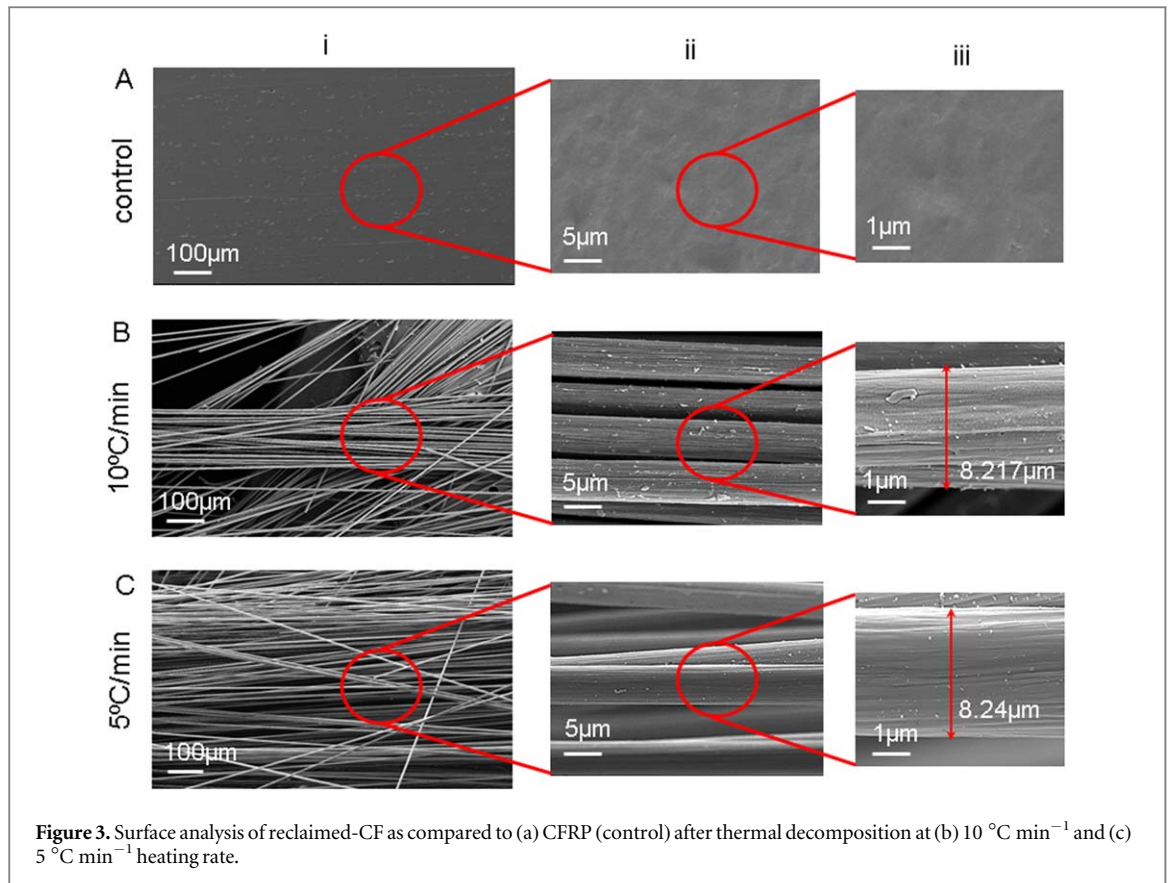 i
ii
iii
A
control
100µm
5µm
1µm
B
10ºC/min
100µm
5µm
1µm
8.217µm
C
5ºC/min
100µm
5µm
1µm
8.24µm
Figure 3. Surface analysis of reclaimed-CF as compared to (a) CFRP (control) after thermal decomposition at (b) 10 °C min⁻¹ and (c)
5 °C min⁻¹ heating rate.